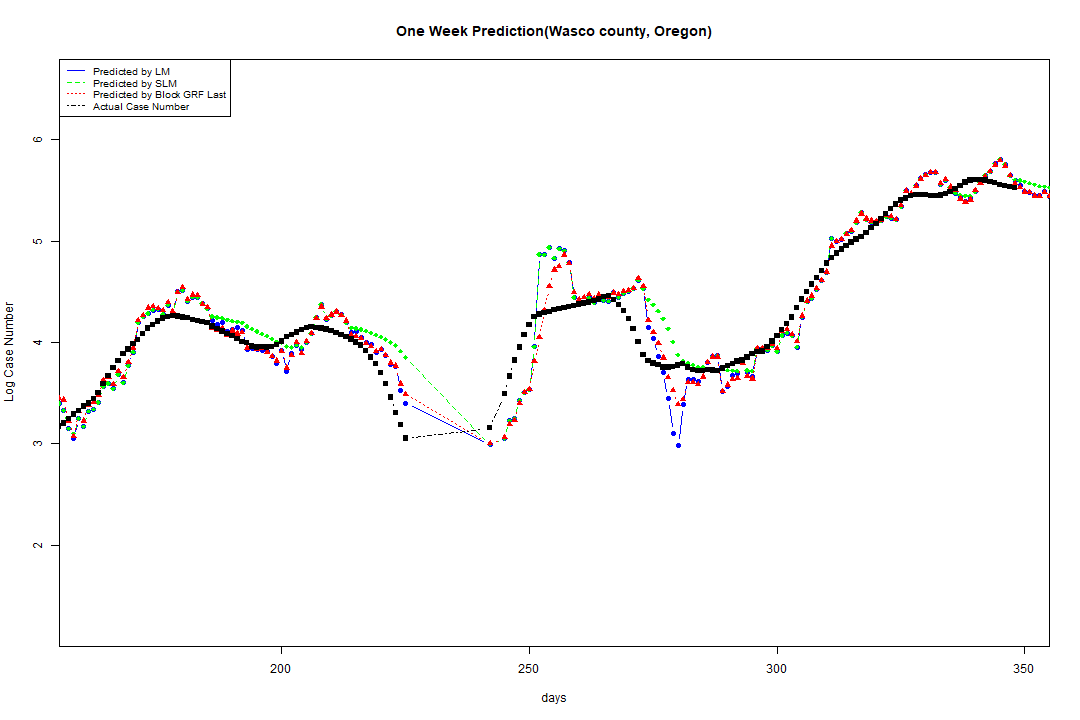 One Week Prediction(Wasco county, Oregon)
Predicted by LM
Predicted by SLM
Predicted by Block GRF Last
Actual Case Number
6
5
4
3
2
Log Case Number
200
250
300
350
days